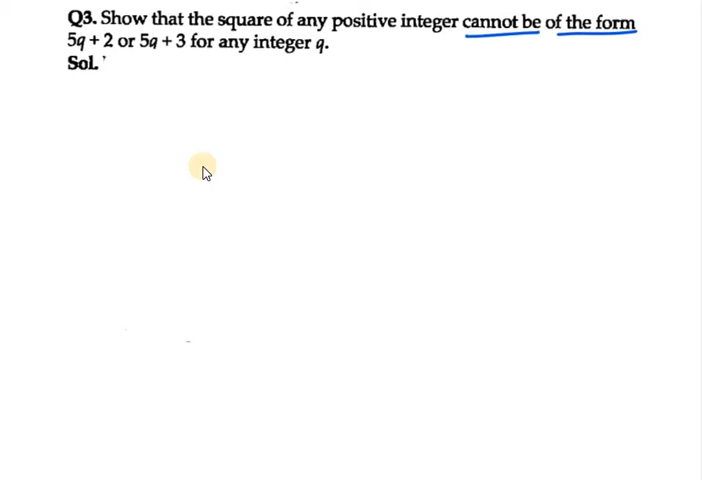 Q3. Show that the square of any positive integer cannot be of the form
5q + 2 or 5q + 3 for any integer q.
Sol.